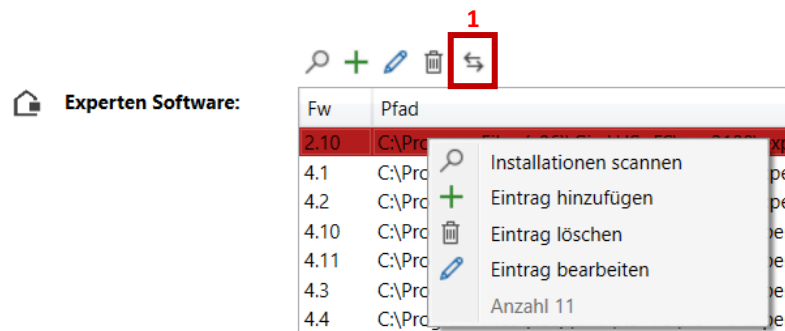 1
Experten Software:
Fw Pfad
2.10 C:\Pro
4.1 C:\Pro
Installationen scannen
4.2 C:\Pro
Eintrag hinzufügen
4.10 C:\Pro
Eintrag löschen
4.11 C:\Pro
Eintrag bearbeiten
4.3 C:\Pro
Anzahl 11
4.4